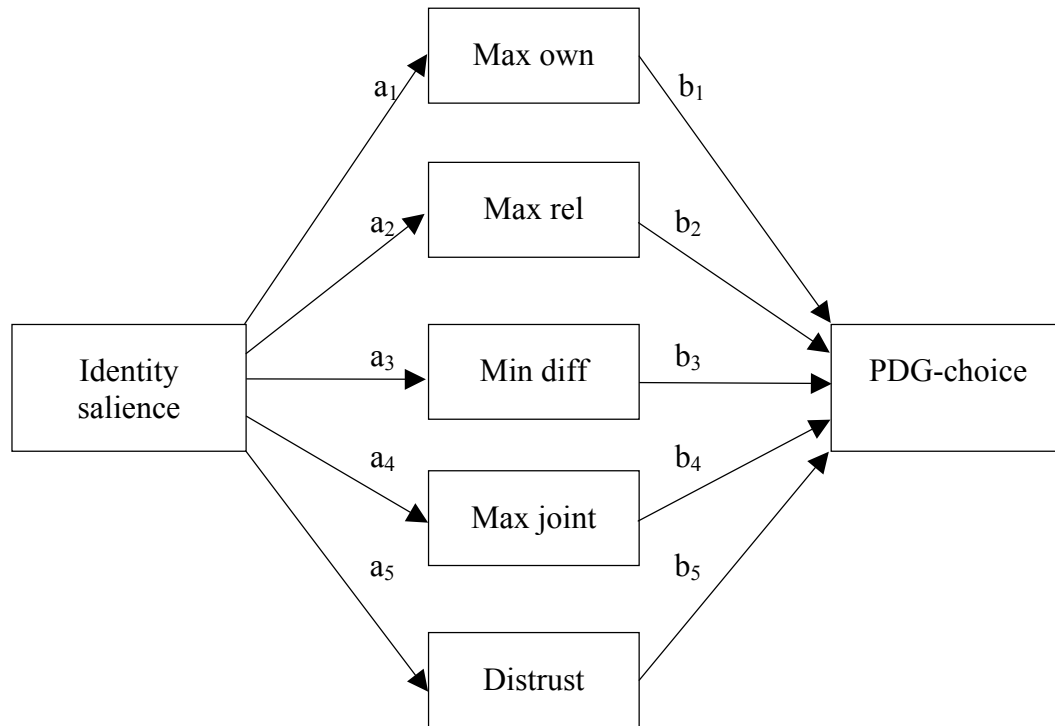 Max own
a₁
b₁
Max rel
a₂
b₂
Identity
salience
a₃
Min diff
b₃
PDG-choice
a₄
b₄
Max joint
a₅
b₅
Distrust